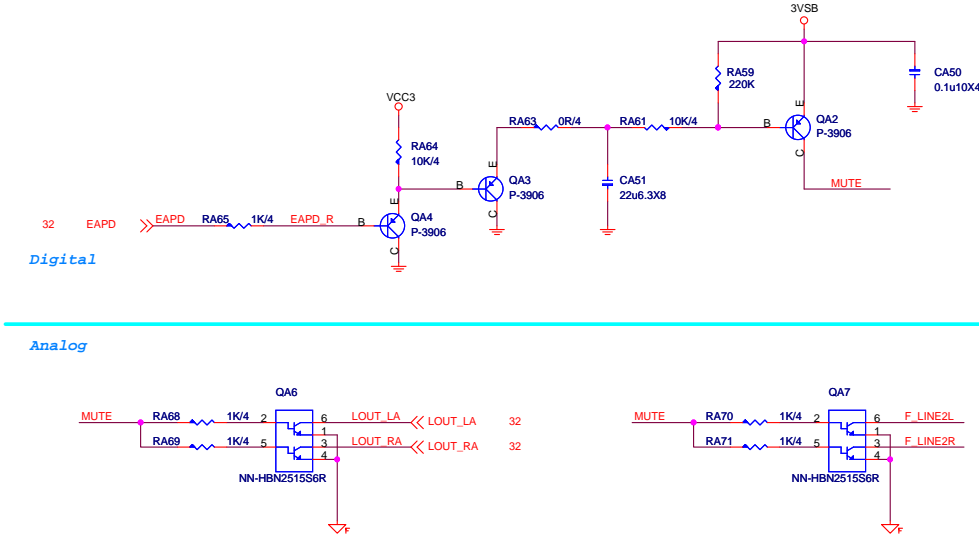 3VSB
RA59
220K
CA50
0.1u10X4
VCC3
RA64
10K/4
RA63 0R/4 RA61 10K/4
B E C QA2
P-3906
MUTE
B E C QA3
P-3906
CA51
22u6.3X8
32 EAPD EAPD RA65 1K/4 EAPD_R B E C QA4
P-3906
Digital
Analog
QA6
MUTE RA68 1K/4 2 6 LOUT_LA LOUT_LA 32
1
RA69 1K/4 5 3 LOUT_RA LOUT_RA 32
4
NN-HBN2515S6R
F
QA7
MUTE RA70 1K/4 2 6 F_LINE2L
1
RA71 1K/4 5 3 F_LINE2R
4
NN-HBN2515S6R
F